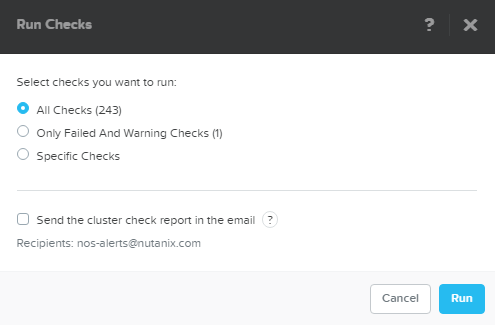 Run Checks
?
Select checks you want to run:
All Checks (243)
Only Failed And Warning Checks (1)
Specific Checks
Send the cluster check report in the email ?
Recipients: nos-alerts@nutanix.com
Cancel Run